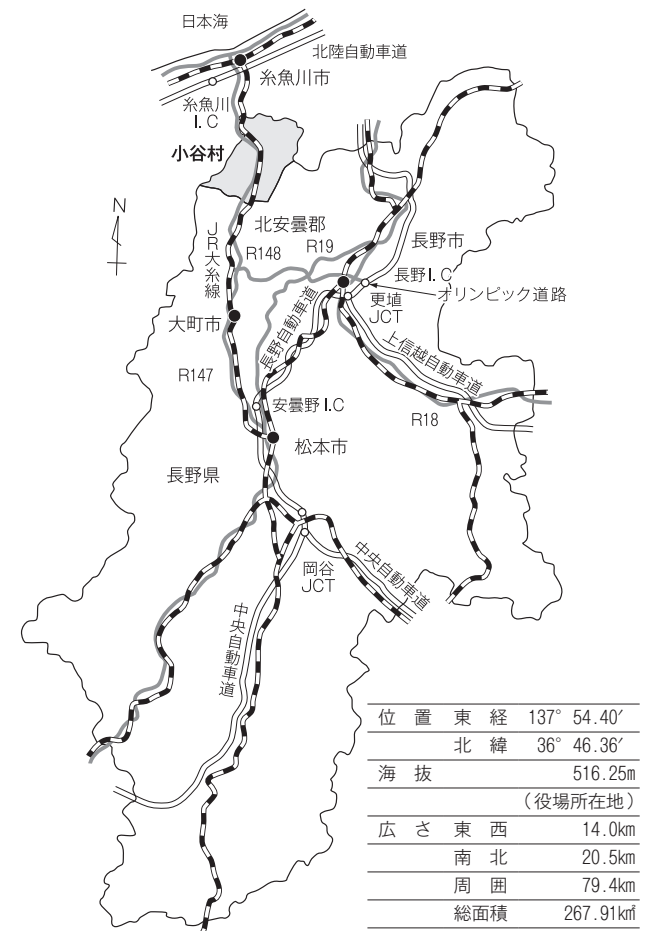 日本海
北陸自動車道
糸魚川市
糸魚川
I.C
小谷村
N
北安曇郡
JR大糸線
R148
R19
長野市
長野I.C
オリンピック道路
更埴
JCT
大町市
長野自動車道
上信越自動車道
R147
安曇野I.C
R18
松本市
長野県
岡谷
JCT
中央自動車道
中央自動車道
位置 東経 137° 54.40′
北緯 36° 46.36′
海抜 516.25m
(役場所在地)
広さ 東西 14.0km
南北 20.5km
周囲 79.4km
総面積 267.91km²